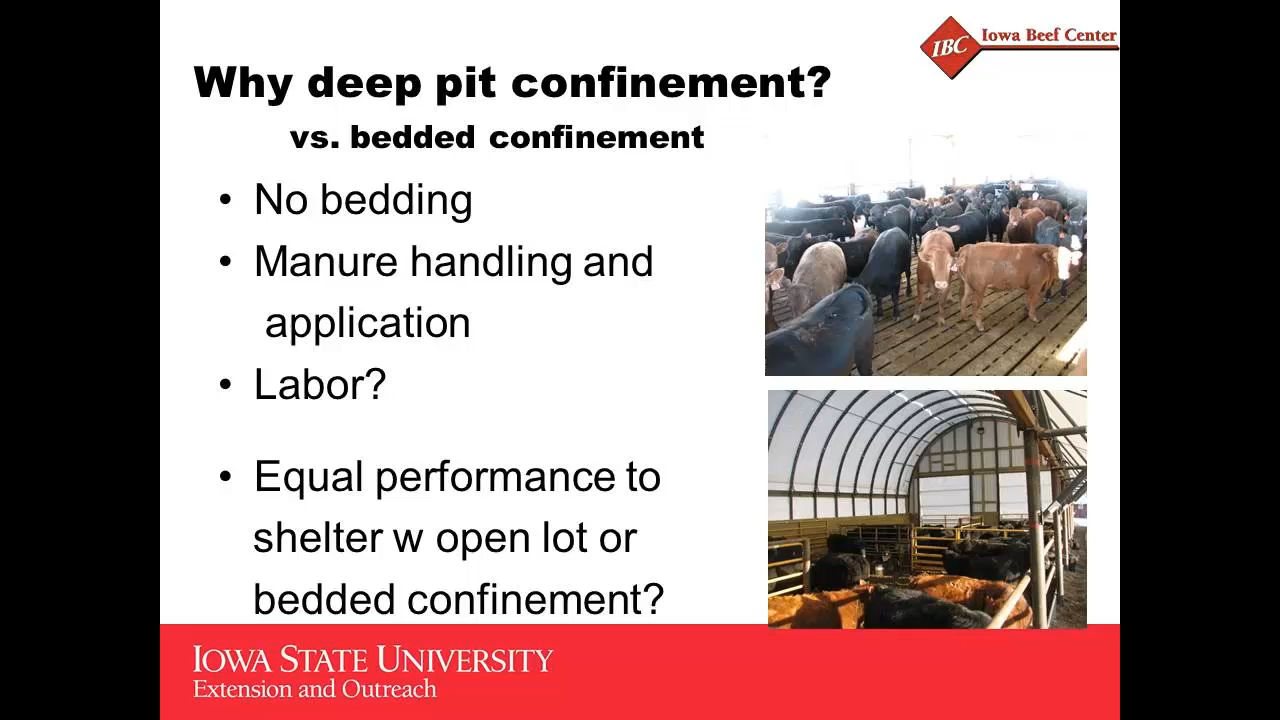 IBC Iowa Beef Center
Why deep pit confinement?
vs. bedded confinement
• No bedding
• Manure handling and
application
• Labor?
• Equal performance to
shelter w open lot or
bedded confinement?
IOWA STATE UNIVERSITY
Extension and Outreach